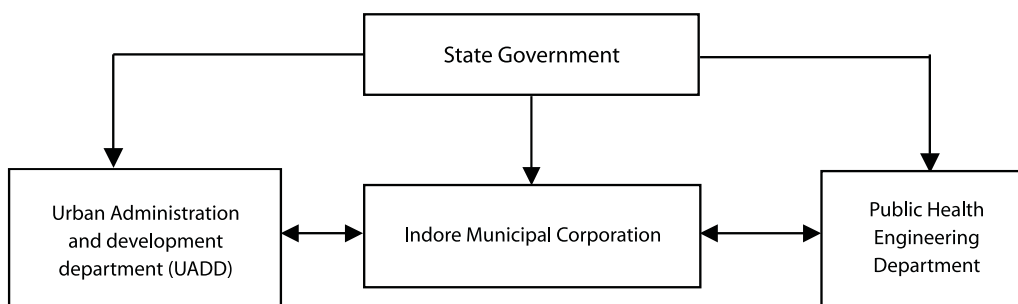 State Government
Urban Administration
and development
department (UADD)
Indore Municipal Corporation
Public Health
Engineering
Department